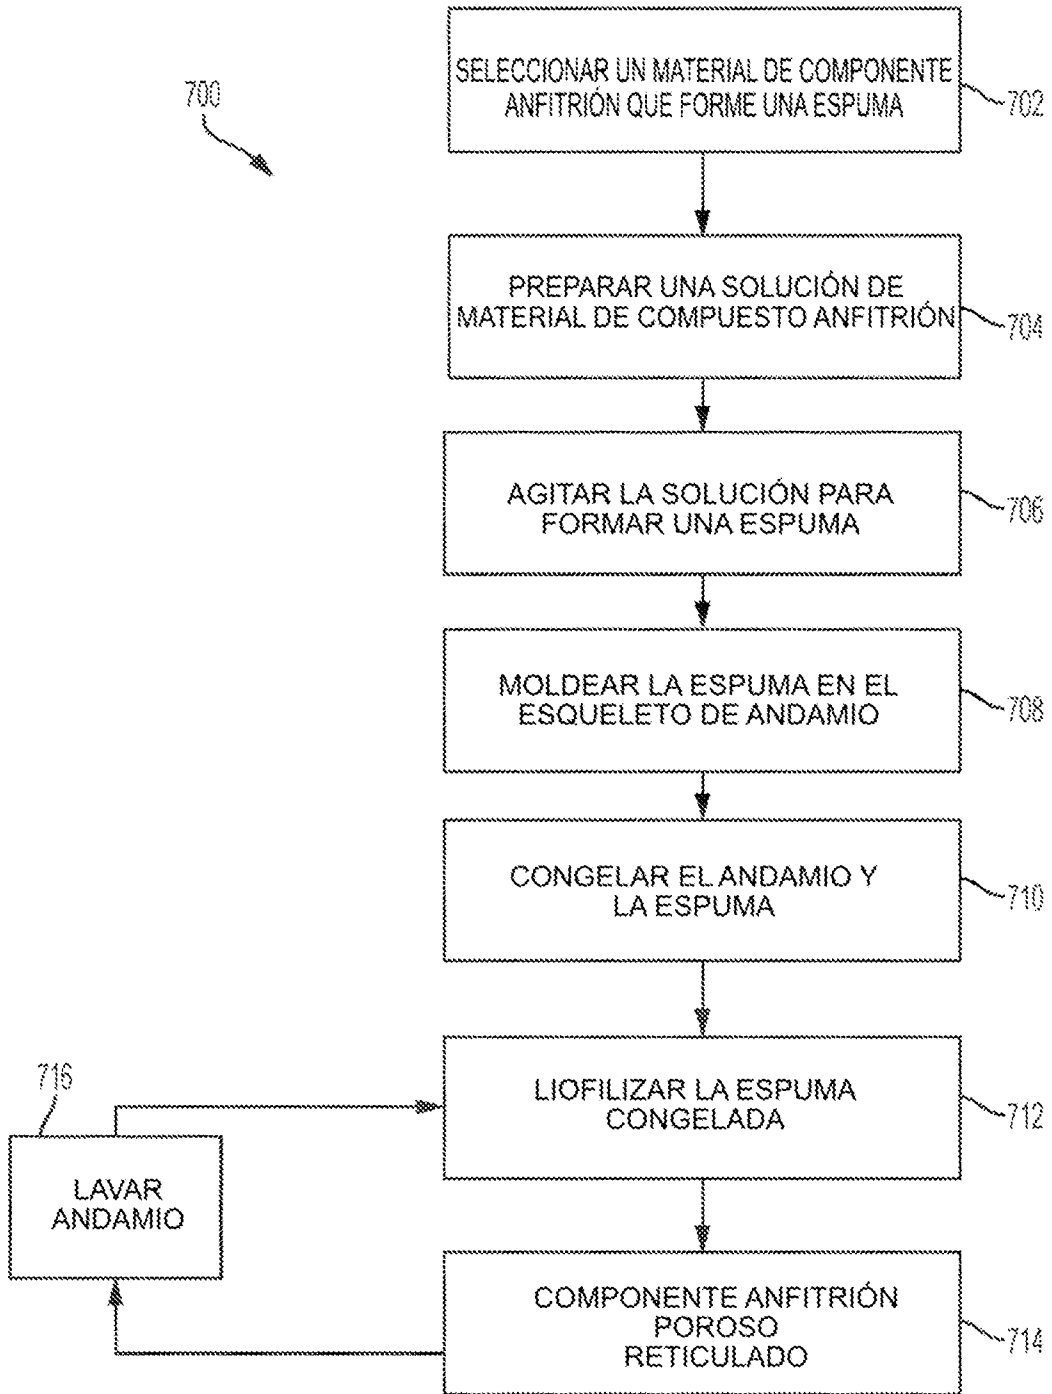 700
SELECCIONAR UN MATERIAL DE COMPONENTE
ANFITRIÓN QUE FORME UNA ESPUMA
702
PREPARAR UNA SOLUCIÓN DE
MATERIAL DE COMPUESTO ANFITRIÓN
704
AGITAR LA SOLUCIÓN PARA
FORMAR UNA ESPUMA
706
MOLDEAR LA ESPUMA EN EL
ESQUELETO DE ANDAMIO
708
CONGELAR EL ANDAMIO Y
LA ESPUMA
710
LIOFILIZAR LA ESPUMA
CONGELADA
712
716
LAVAR
ANDAMIO
COMPONENTE ANFITRIÓN
POROSO
RETICULADO
714